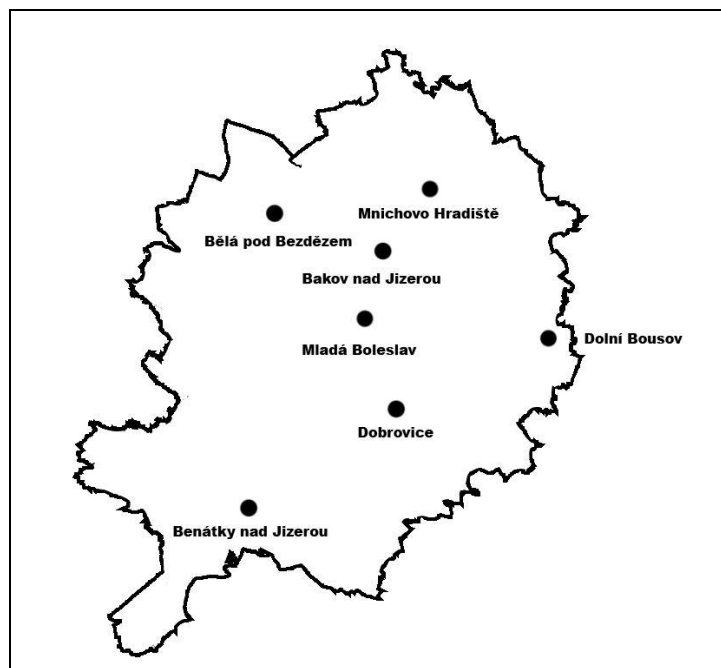 Mnichovo Hradiště
Bělá pod Bezdězem
Bakov nad Jizerou
Mladá Boleslav
Dolní Bousov
Dobrovice
Benátky nad Jizerou